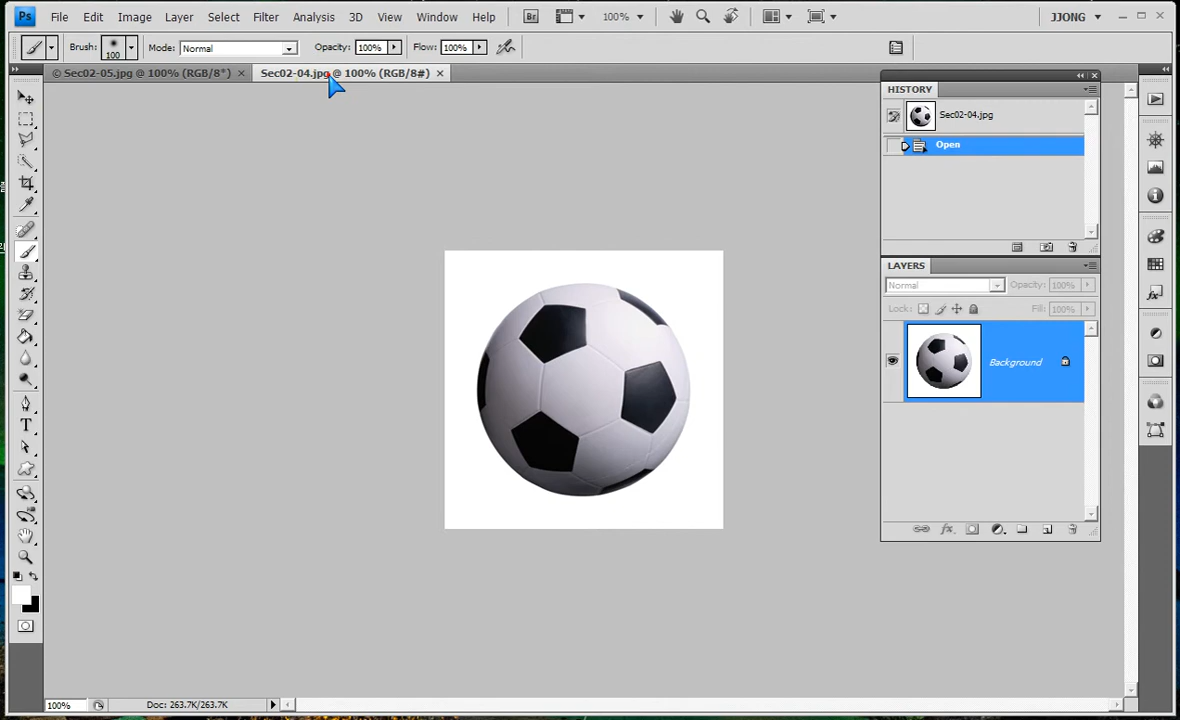 Ps File Edit Image Layer Select Filter Analysis 3D View Window Help Br 100% JJONG
Brush: 100 Mode: Normal Opacity: 100% Flow: 100%
© Sec02-05.jpg @ 100% (RGB/8*) × Sec02-04.jpg @ 100% (RGB/8#) ×
HISTORY
Sec02-04.jpg
Open
LAYERS
Normal Opacity: 100%
Lock: Fill: 100%
Background
T
fx
fx.
100% Doc: 263.7K/263.7K